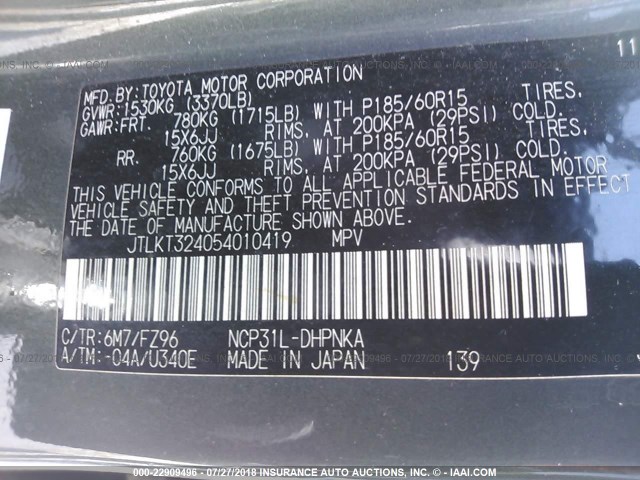 11
MFD. BY: TOYOTA MOTOR CORPORATION
GVWR: 1530KG (3370LB)
GAWR: FRT. 780KG (1715LB) WITH P185/60R15 TIRES,
15X6JJ RIMS, AT 200KPA (29PSI) COLD.
RR. 760KG (1675LB) WITH P185/60R15 TIRES,
15X6JJ RIMS, AT 200KPA (29PSI) COLD.
THIS VEHICLE CONFORMS TO ALL APPLICABLE FEDERAL MOTOR
VEHICLE SAFETY AND THEFT PREVENTION STANDARDS IN EFFECT
THE DATE OF MANUFACTURE SHOWN ABOVE.
JTLKT324054010419 MPV
C/TR: 6M7/FZ96 NCP31L-DHPNKA
A/TM: -04A/U340E MADE IN JAPAN 139
000-22909496 - 07/27/2018 INSURANCE AUTO AUCTIONS, INC. © - IAAI.COM